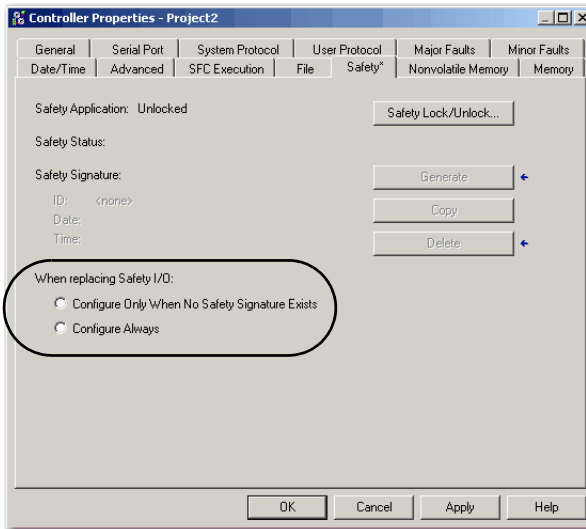 Controller Properties - Project2
General Serial Port System Protocol User Protocol Major Faults Minor Faults
Date/Time Advanced SFC Execution File Safety* Nonvolatile Memory Memory
Safety Application: Unlocked
Safety Lock/Unlock...
Safety Status:
Safety Signature:
Generate
ID: <none>
Copy
Date:
Time:
Delete
When replacing Safety I/O:
Configure Only When No Safety Signature Exists
Configure Always
OK Cancel Apply Help